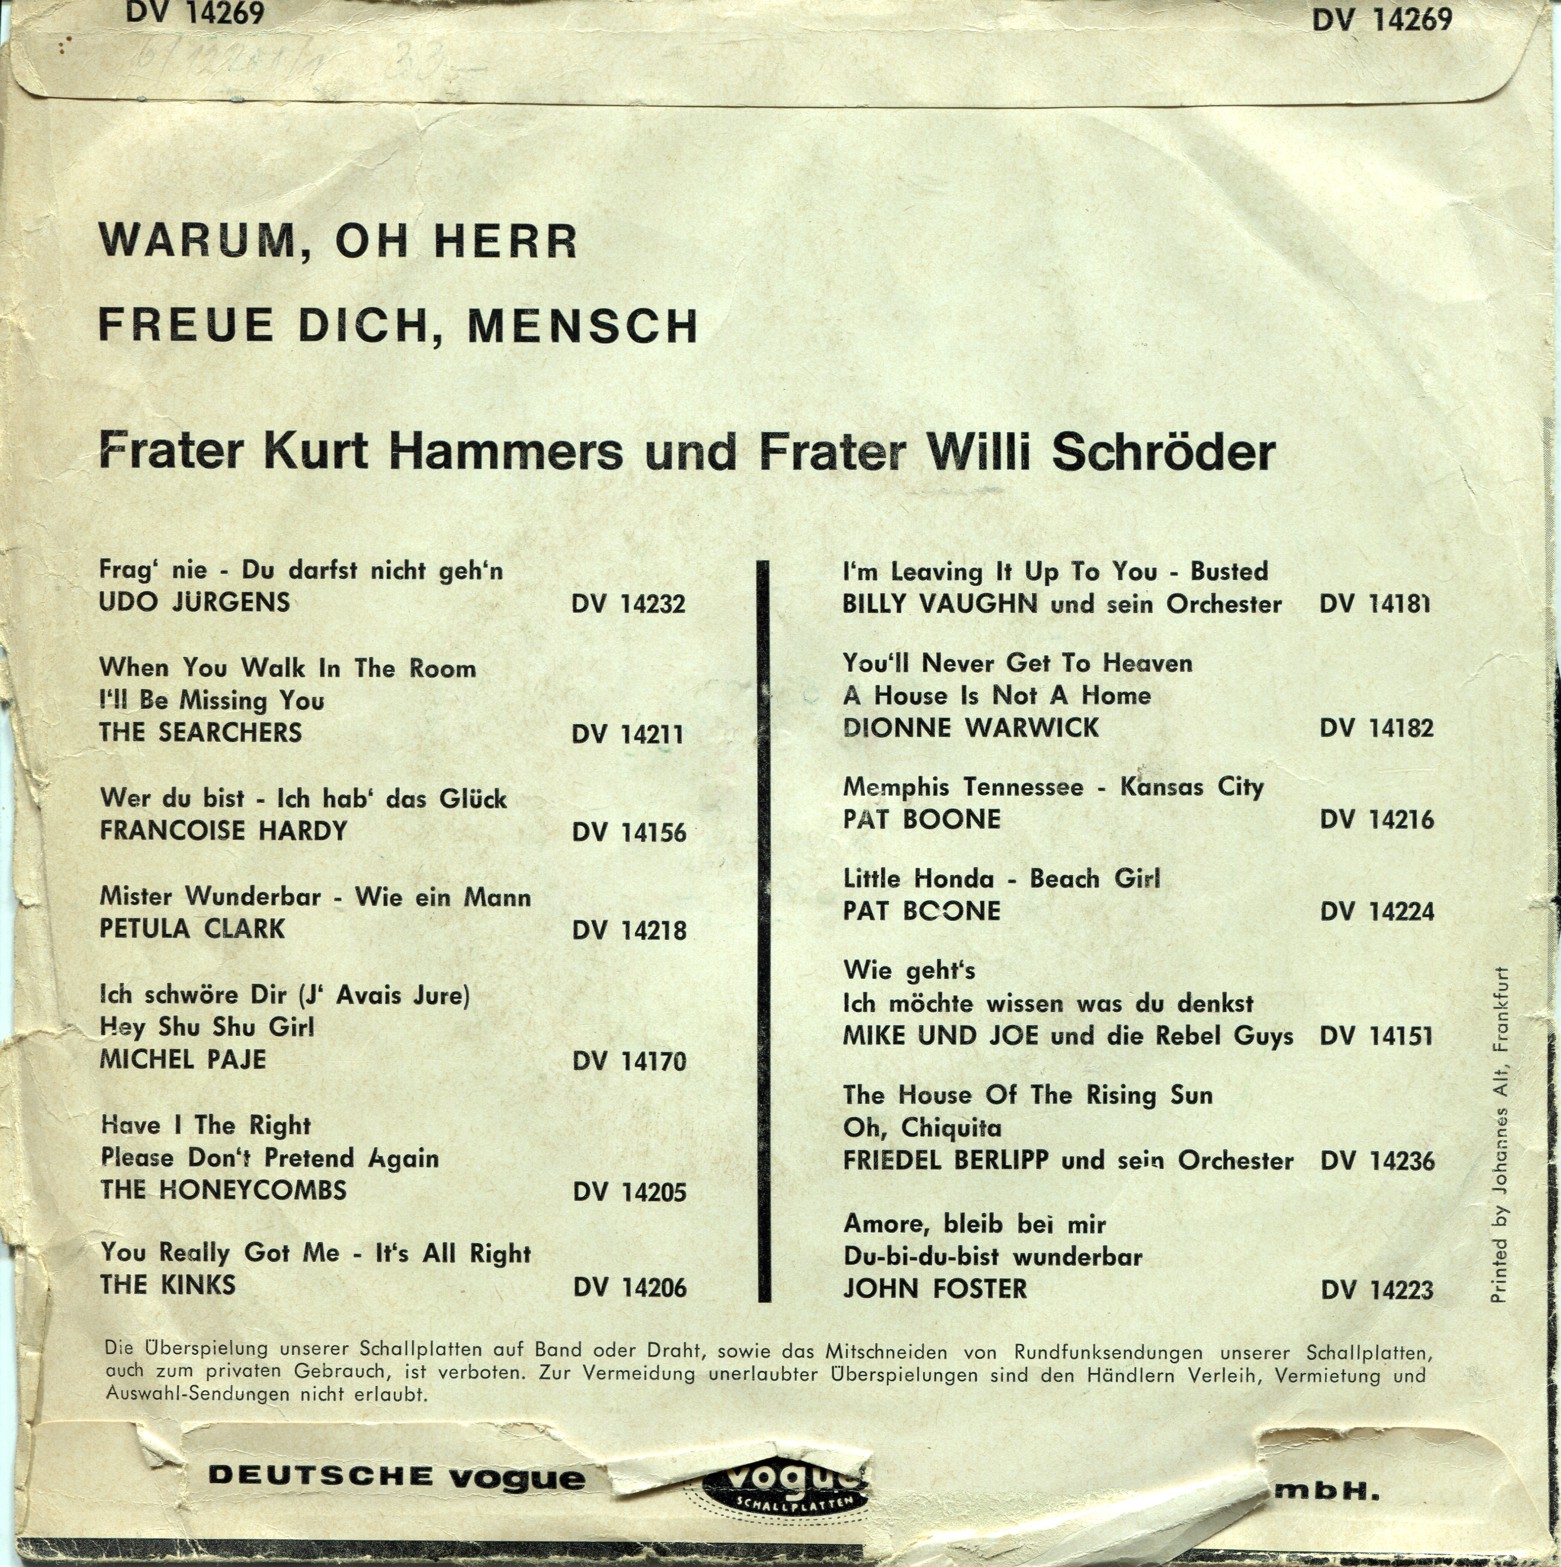 DV 14269
DV 14269
WARUM, OH HERR
FREUE DICH, MENSCH
Frater Kurt Hammers und Frater Willi Schröder
Frag‘ nie - Du darfst nicht geh‘n
UDO JÜRGENS DV 14232
When You Walk In The Room
I‘ll Be Missing You
THE SEARCHERS DV 14211
Wer du bist - Ich hab‘ das Glück
FRANCOISE HARDY DV 14156
Mister Wunderbar - Wie ein Mann
PETULA CLARK DV 14218
Ich schwöre Dir (J‘ Avais Jure)
Hey Shu Shu Girl
MICHEL PAJE DV 14170
Have I The Right
Please Don‘t Pretend Again
THE HONEYCOMBS DV 14205
You Really Got Me - It‘s All Right
THE KINKS DV 14206
I‘m Leaving It Up To You - Busted
BILLY VAUGHN und sein Orchester DV 14181
You‘ll Never Get To Heaven
A House Is Not A Home
DIONNE WARWICK DV 14182
Memphis Tennessee - Kansas City
PAT BOONE DV 14216
Little Honda - Beach Girl
PAT BOONE DV 14224
Wie geht‘s
Ich möchte wissen was du denkst
MIKE UND JOE und die Rebel Guys DV 14151
The House Of The Rising Sun
Oh, Chiquita
FRIEDEL BERLIPP und sein Orchester DV 14236
Amore, bleib bei mir
Du-bi-du-bist wunderbar
JOHN FOSTER DV 14223
Printed by Johannes Alt, Frankfurt
Die Überspielung unserer Schallplatten auf Band oder Draht, sowie das Mitschneiden von Rundfunksendungen unserer Schallplatten,
auch zum privaten Gebrauch, ist verboten. Zur Vermeidung unerlaubter Überspielungen sind den Händlern Verleih, Vermietung und
Auswahl-Sendungen nicht erlaubt.
DEUTSCHE vogue
vogue
SCHALLPLATTEN
mbH.